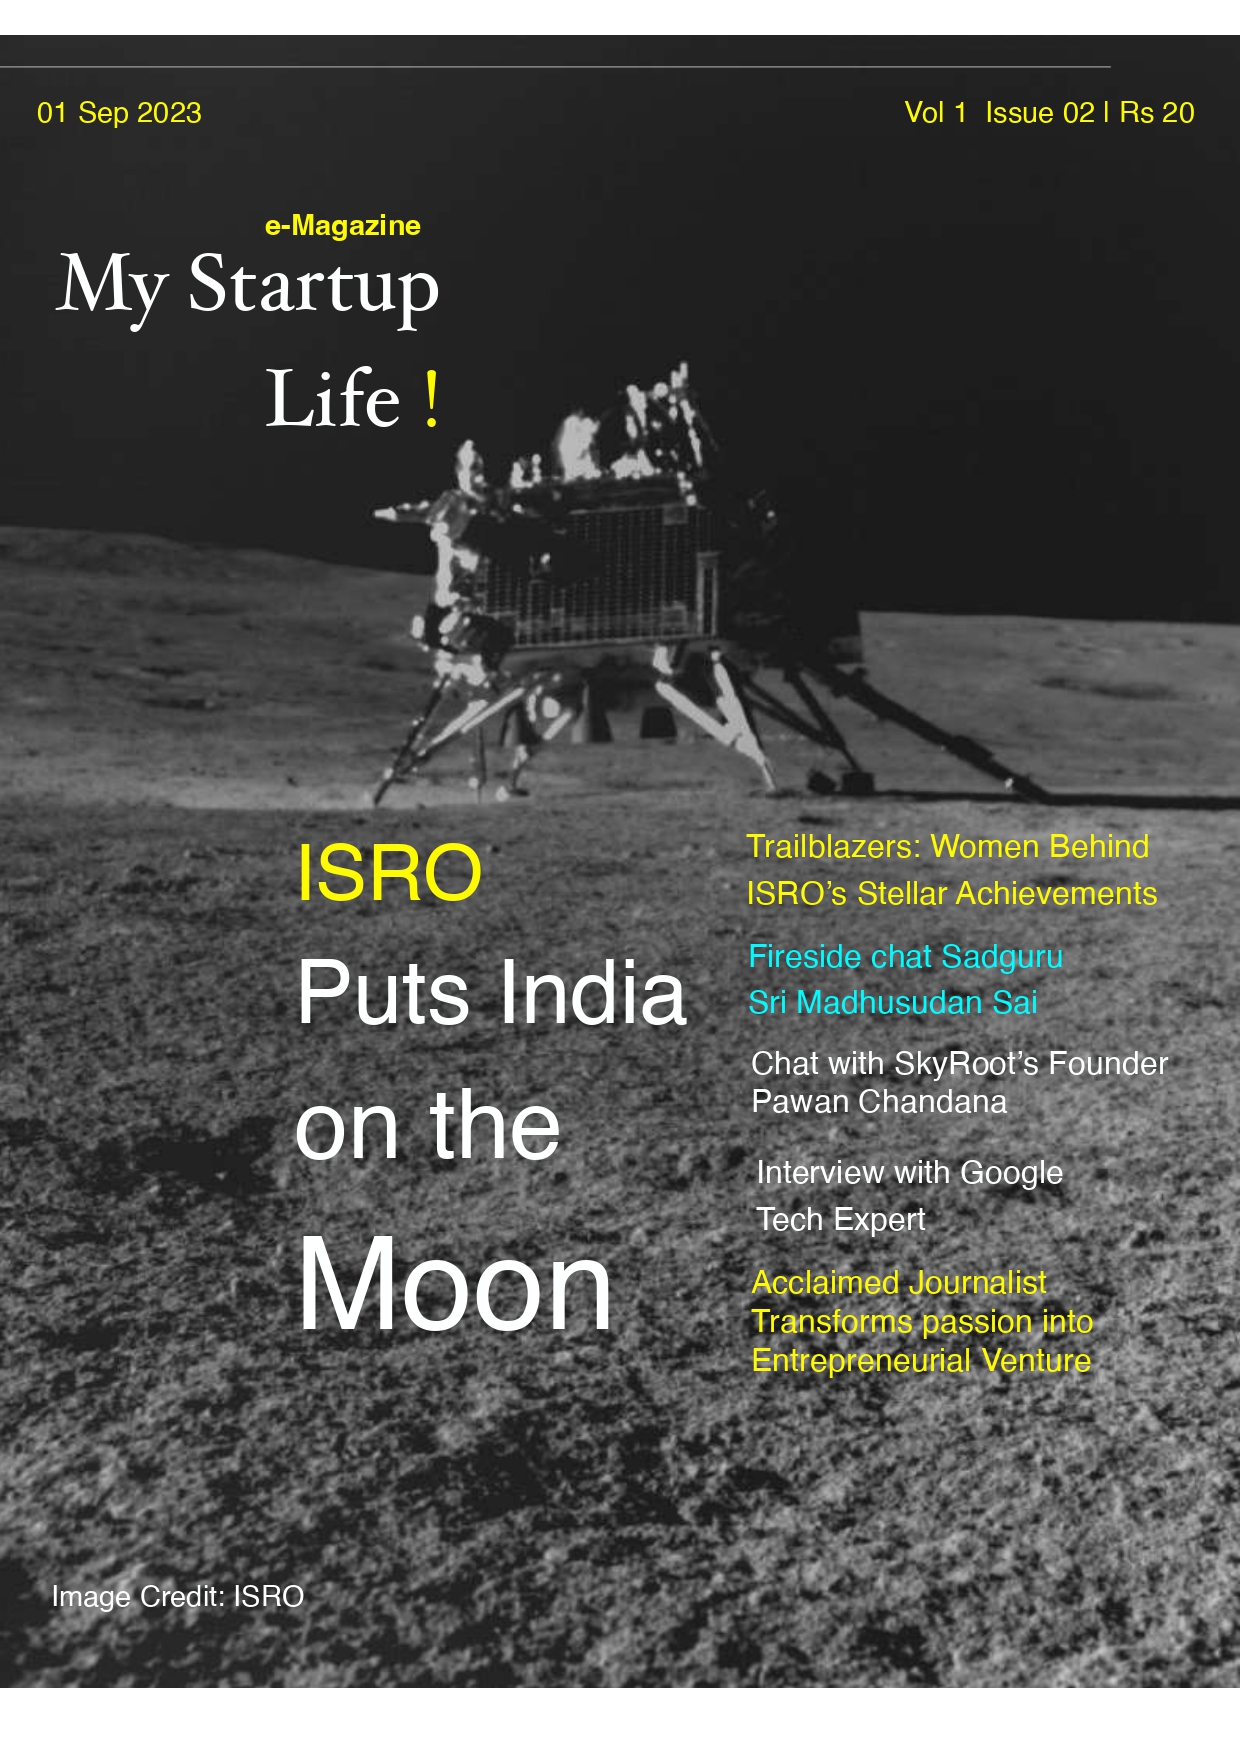 01 Sep 2023
Vol 1 Issue 02 | Rs 20
e-Magazine
My Startup
Life !
ISRO
Puts India
on the
Moon
Trailblazers: Women Behind
ISRO’s Stellar Achievements
Fireside chat Sadguru
Sri Madhusudan Sai
Chat with SkyRoot’s Founder
Pawan Chandana
Interview with Google
Tech Expert
Acclaimed Journalist
Transforms passion into
Entrepreneurial Venture
Image Credit: ISRO